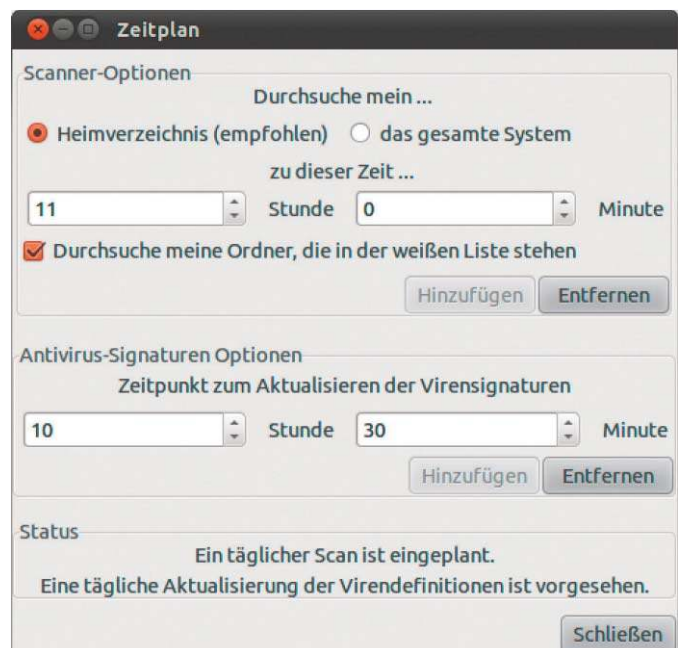 Zeitplan
Scanner-Optionen
Durchsuche mein ...
Heimverzeichnis (empfohlen) das gesamte System
zu dieser Zeit ...
11 Stunde 0 Minute
Durchsuche meine Ordner, die in der weißen Liste stehen
Hinzufügen Entfernen
Antivirus-Signaturen Optionen
Zeitpunkt zum Aktualisieren der Virensignaturen
10 Stunde 30 Minute
Hinzufügen Entfernen
Status
Ein täglicher Scan ist eingeplant.
Eine tägliche Aktualisierung der Virendefinitionen ist vorgesehen.
Schließen